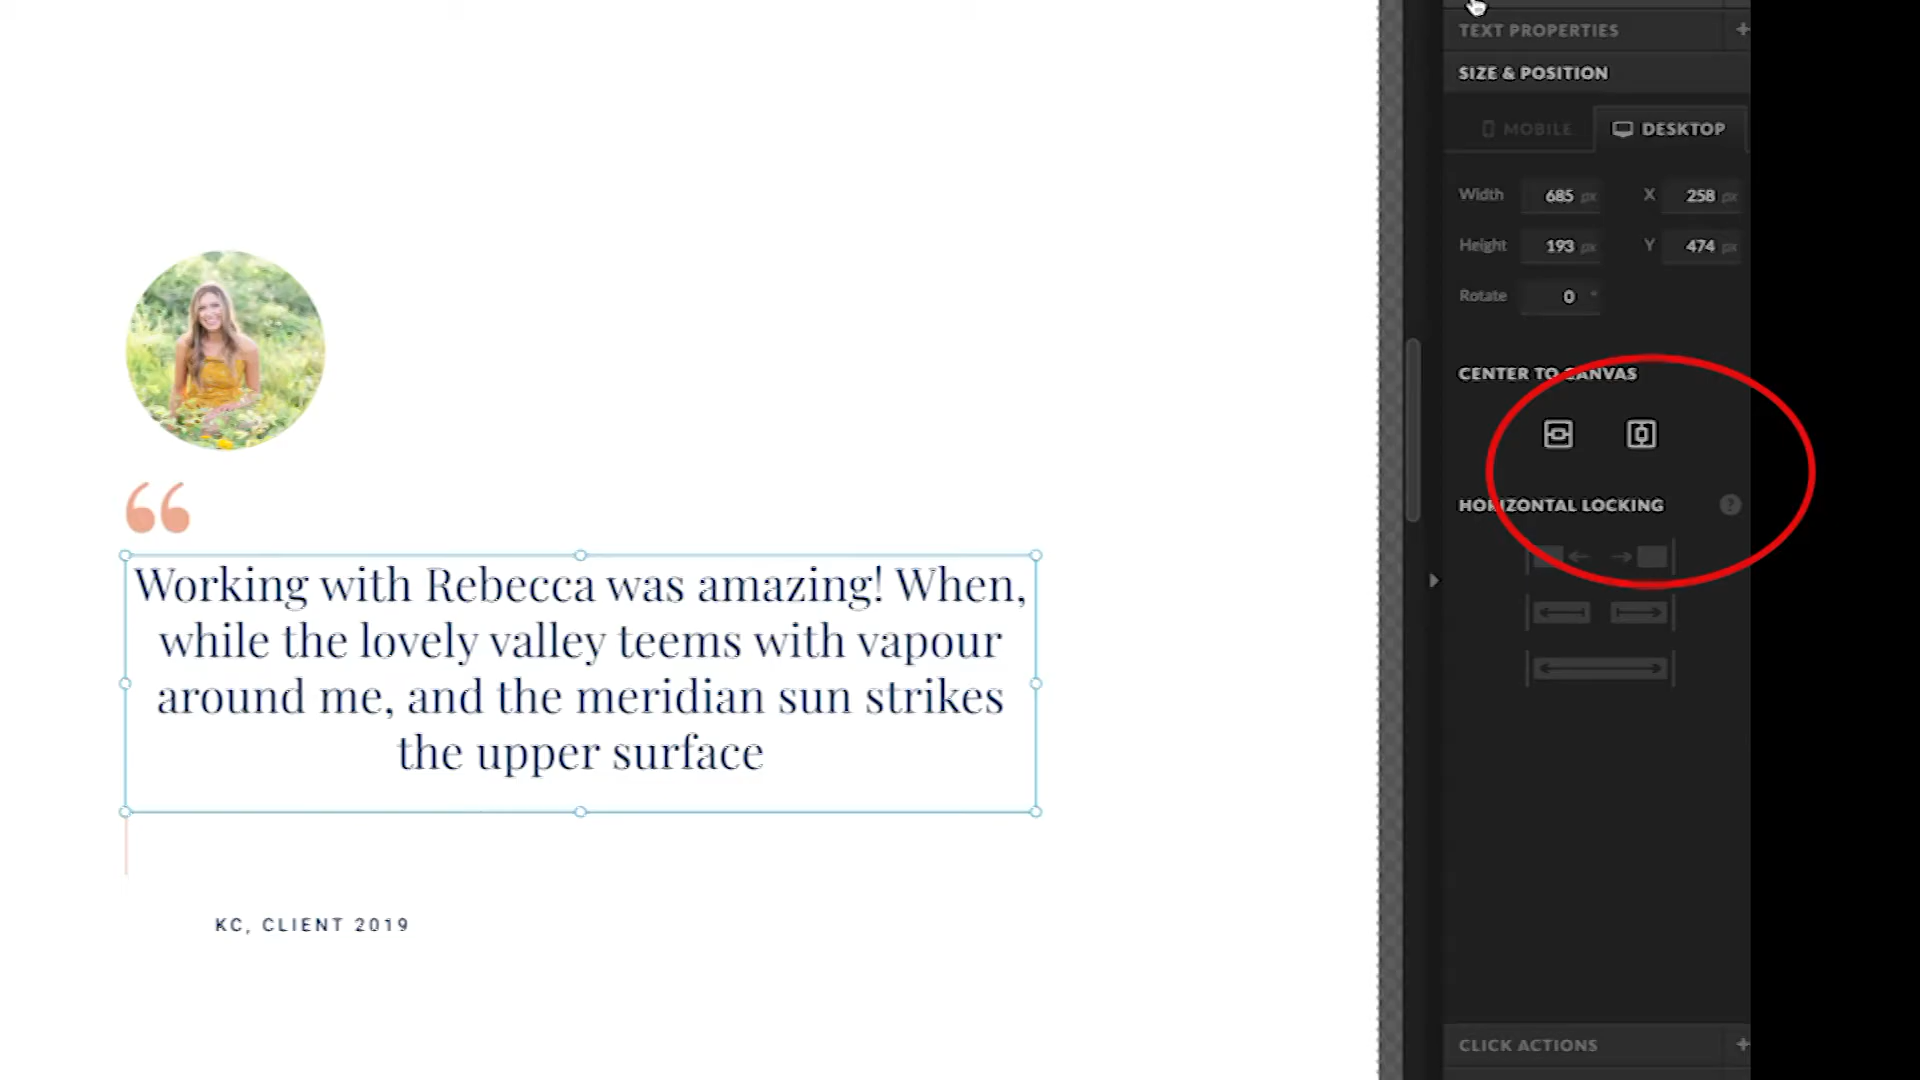 TEXT PROPERTIES +
SIZE & POSITION
MOBILE DESKTOP
Width 685 px X 258 px
Height 193 px Y 474 px
Rotate 0 °
CENTER TO CANVAS
HORIZONTAL LOCKING ?
“
Working with Rebecca was amazing! When,
while the lovely valley teems with vapour
around me, and the meridian sun strikes
the upper surface
KC, CLIENT 2019
CLICK ACTIONS +